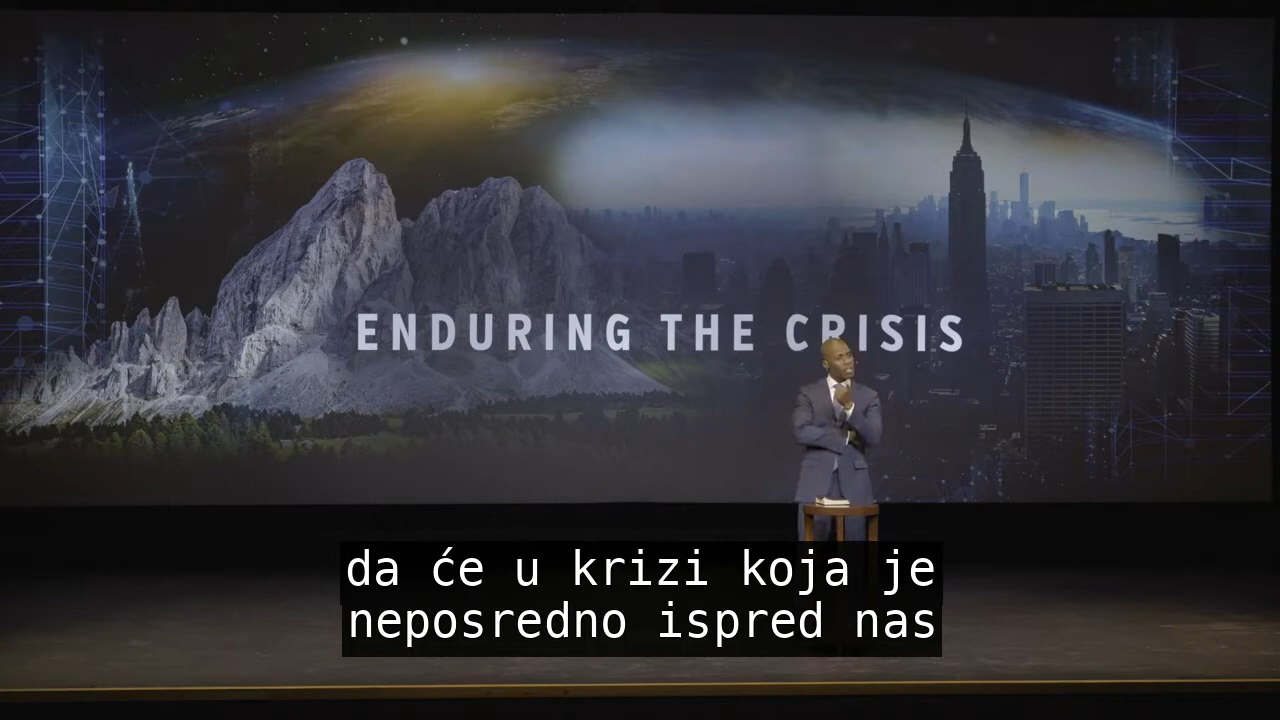 ENDURING THE CRISIS
da će u krizi koja je
neposredno ispred nas